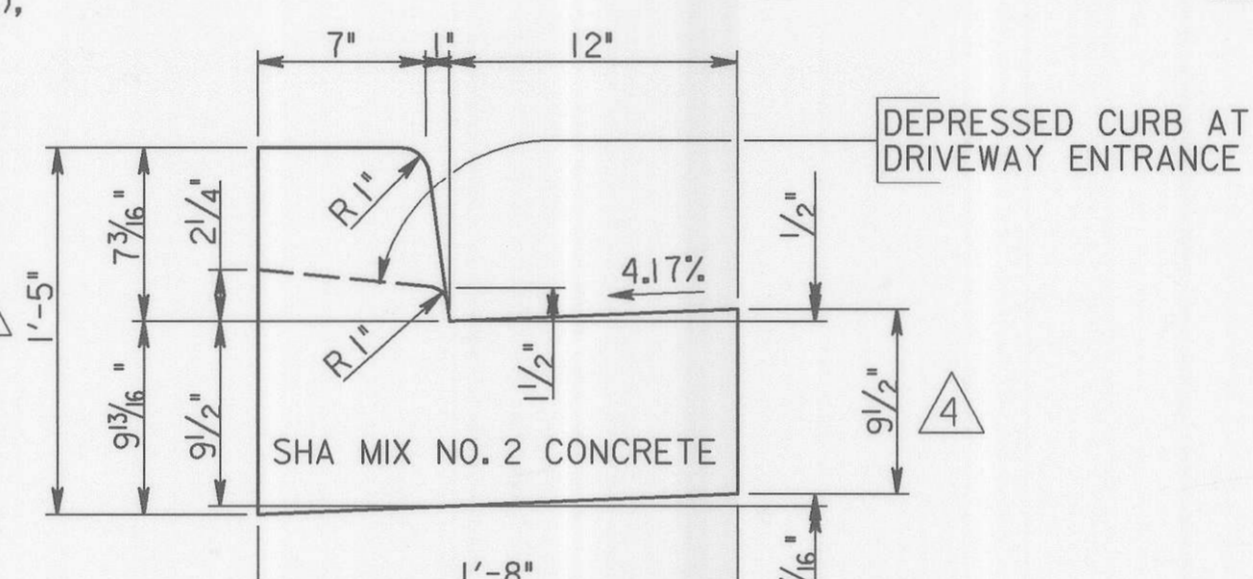 ),
7" 1" 12"
DEPRESSED CURB AT
DRIVEWAY ENTRANCE
R 1"
7 3/16"
2 1/4"
1/2"
4.17%
1'-5"
R 1"
1 1/2"
9 13/16"
9 1/2"
9 1/2"
4
SHA MIX NO. 2 CONCRETE
1'-8"